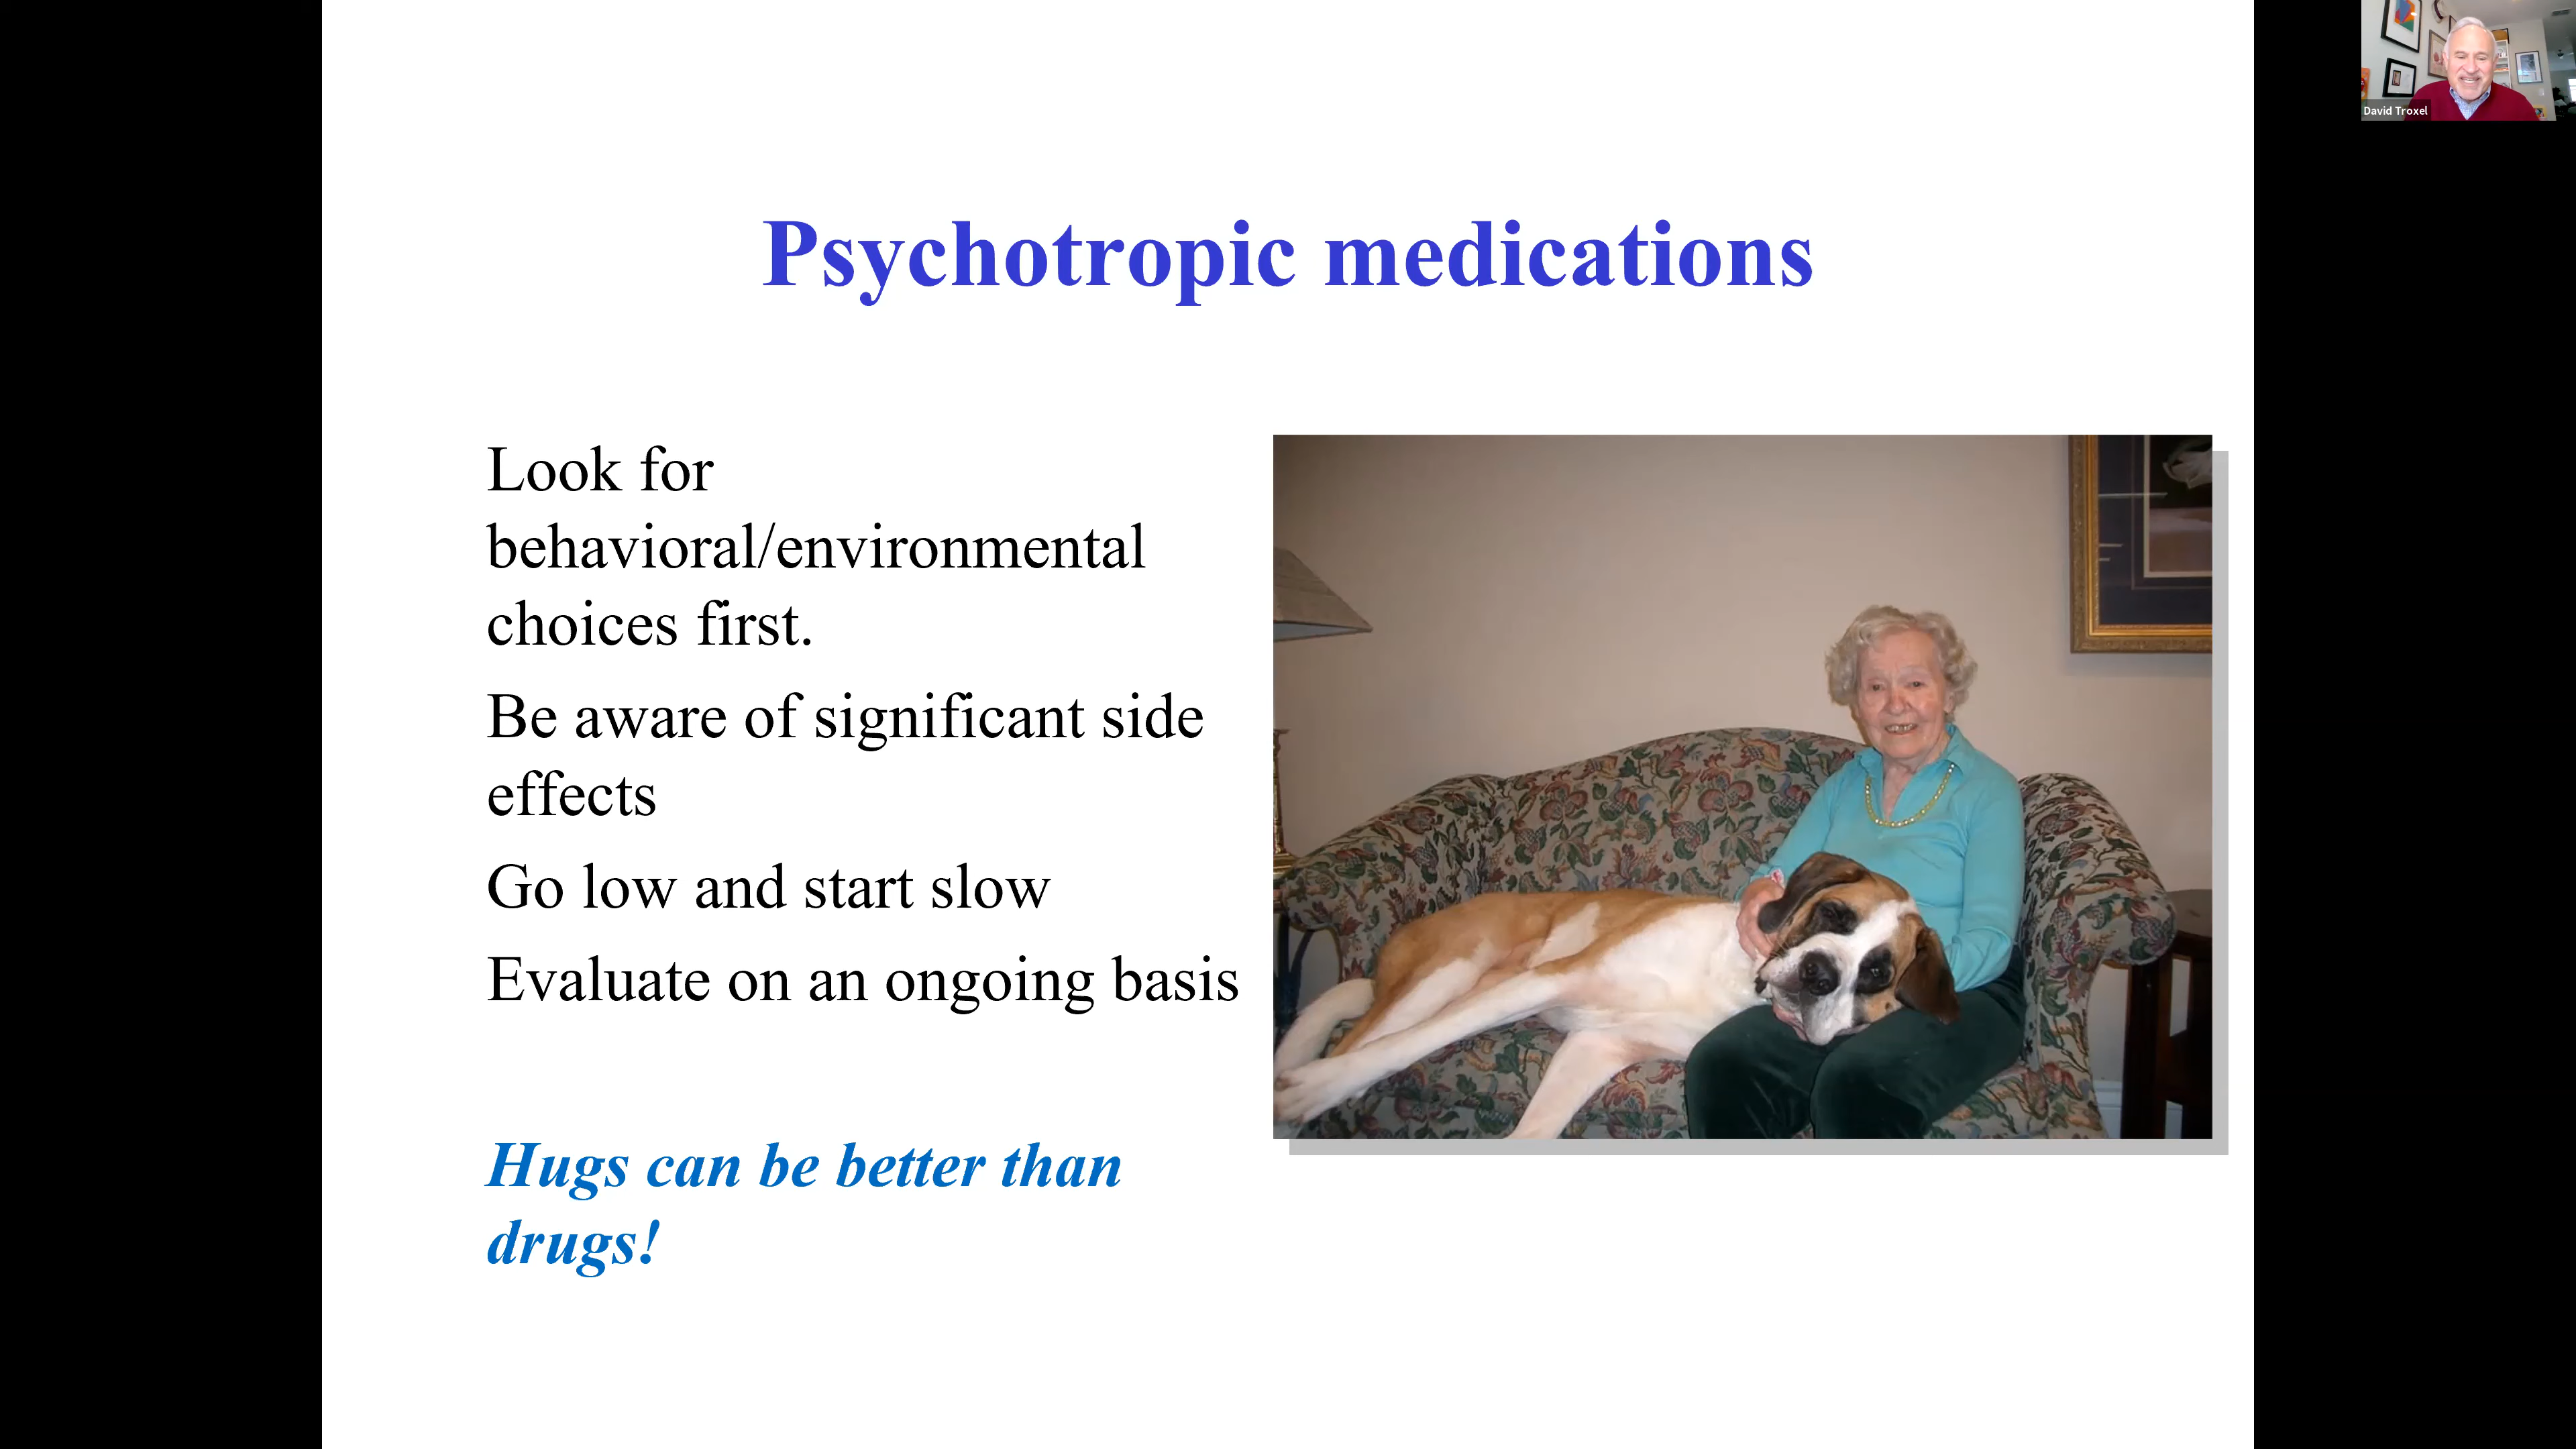 David Troxel
Psychotropic medications
Look for
behavioral/environmental
choices first.
Be aware of significant side
effects
Go low and start slow
Evaluate on an ongoing basis
Hugs can be better than
drugs!